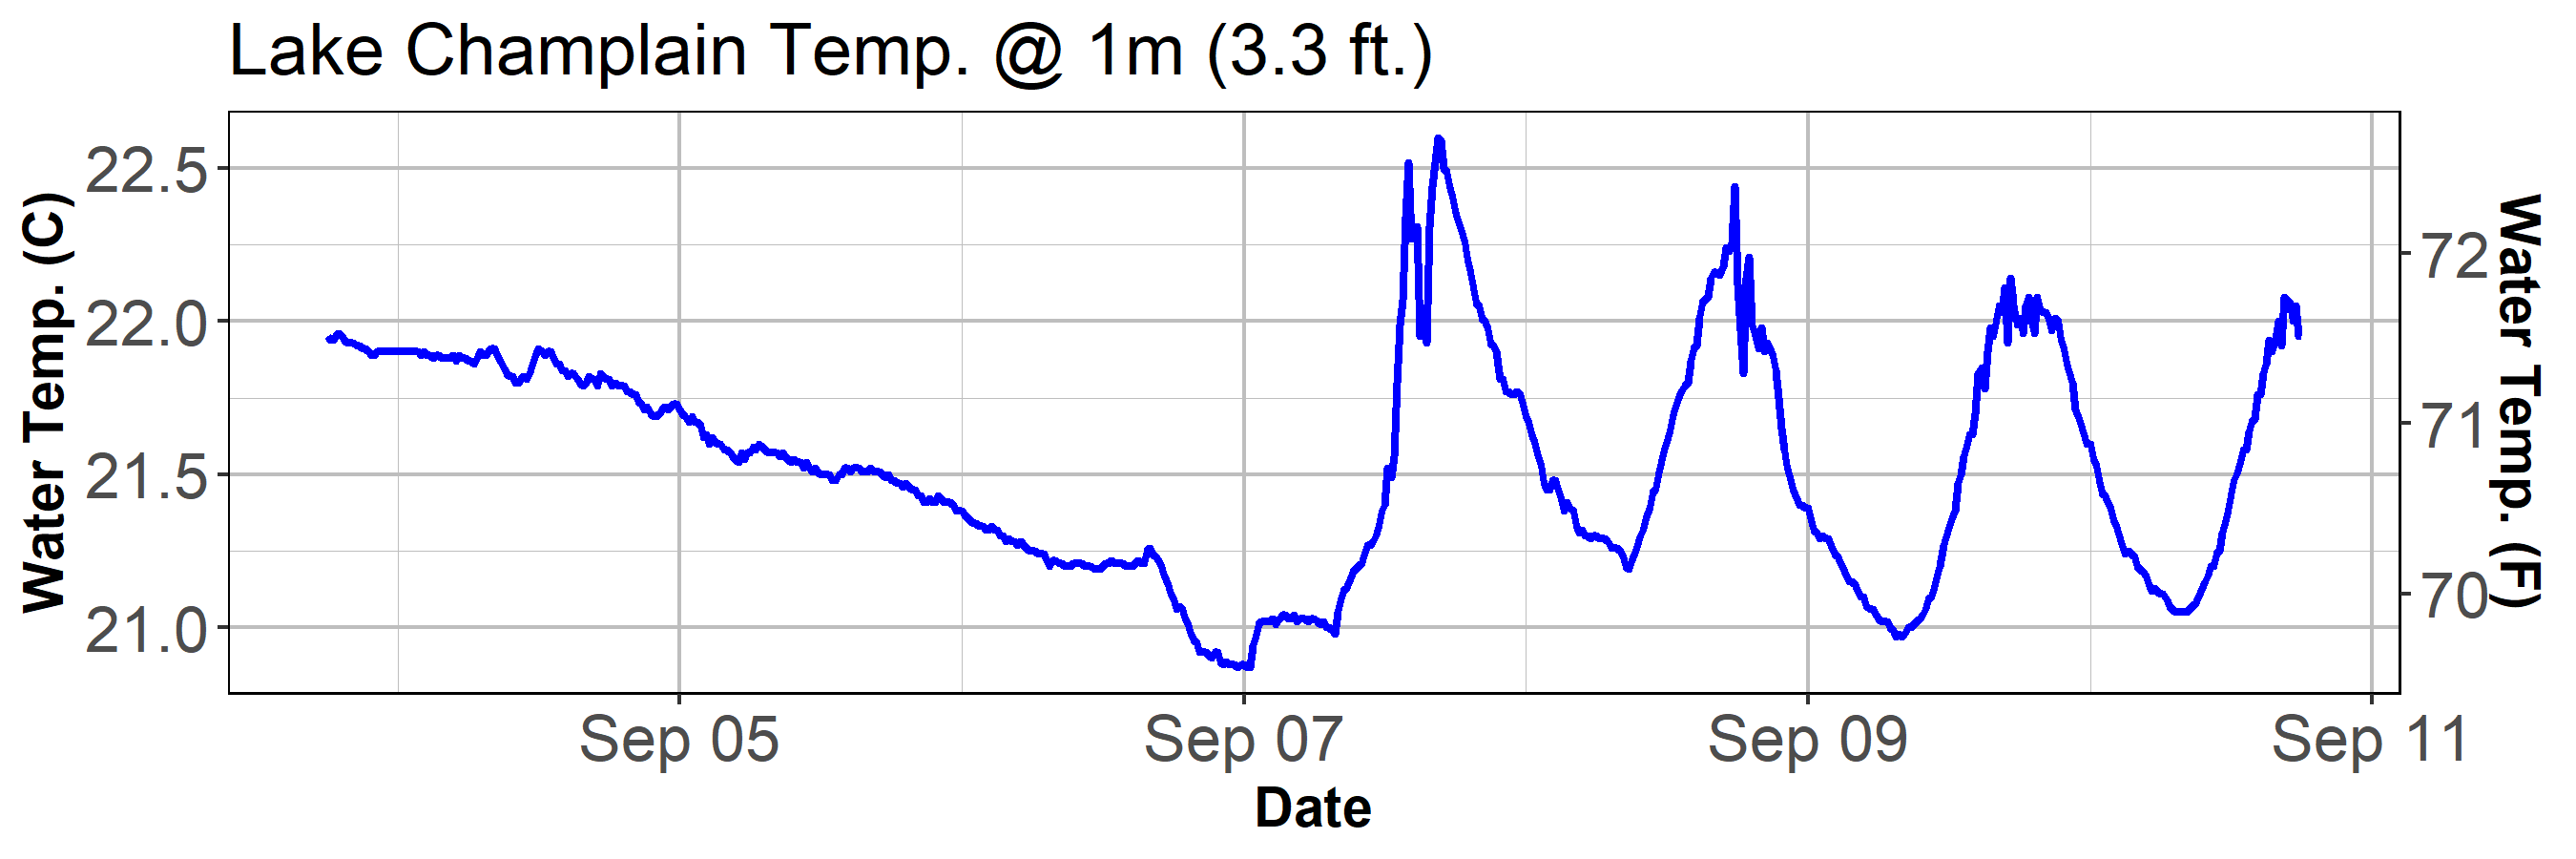 Lake Champlain Temp. @ 1m (3.3 ft.)
Water Temp. (C)
22.5
22.0
21.5
21.0
72
71
70
Water Temp. (F)
Sep 05
Sep 07
Sep 09
Sep 11
Date